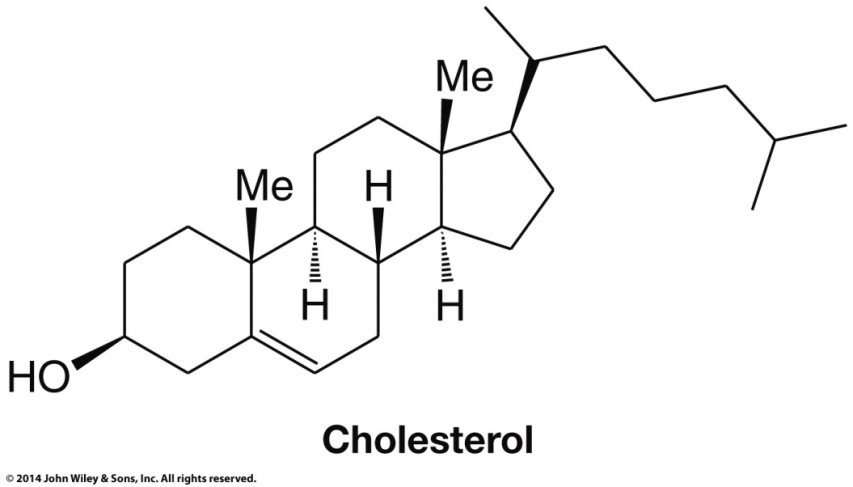 Me
Me
H
H
H
HO
Cholesterol
© 2014 John Wiley & Sons, Inc. All rights reserved.